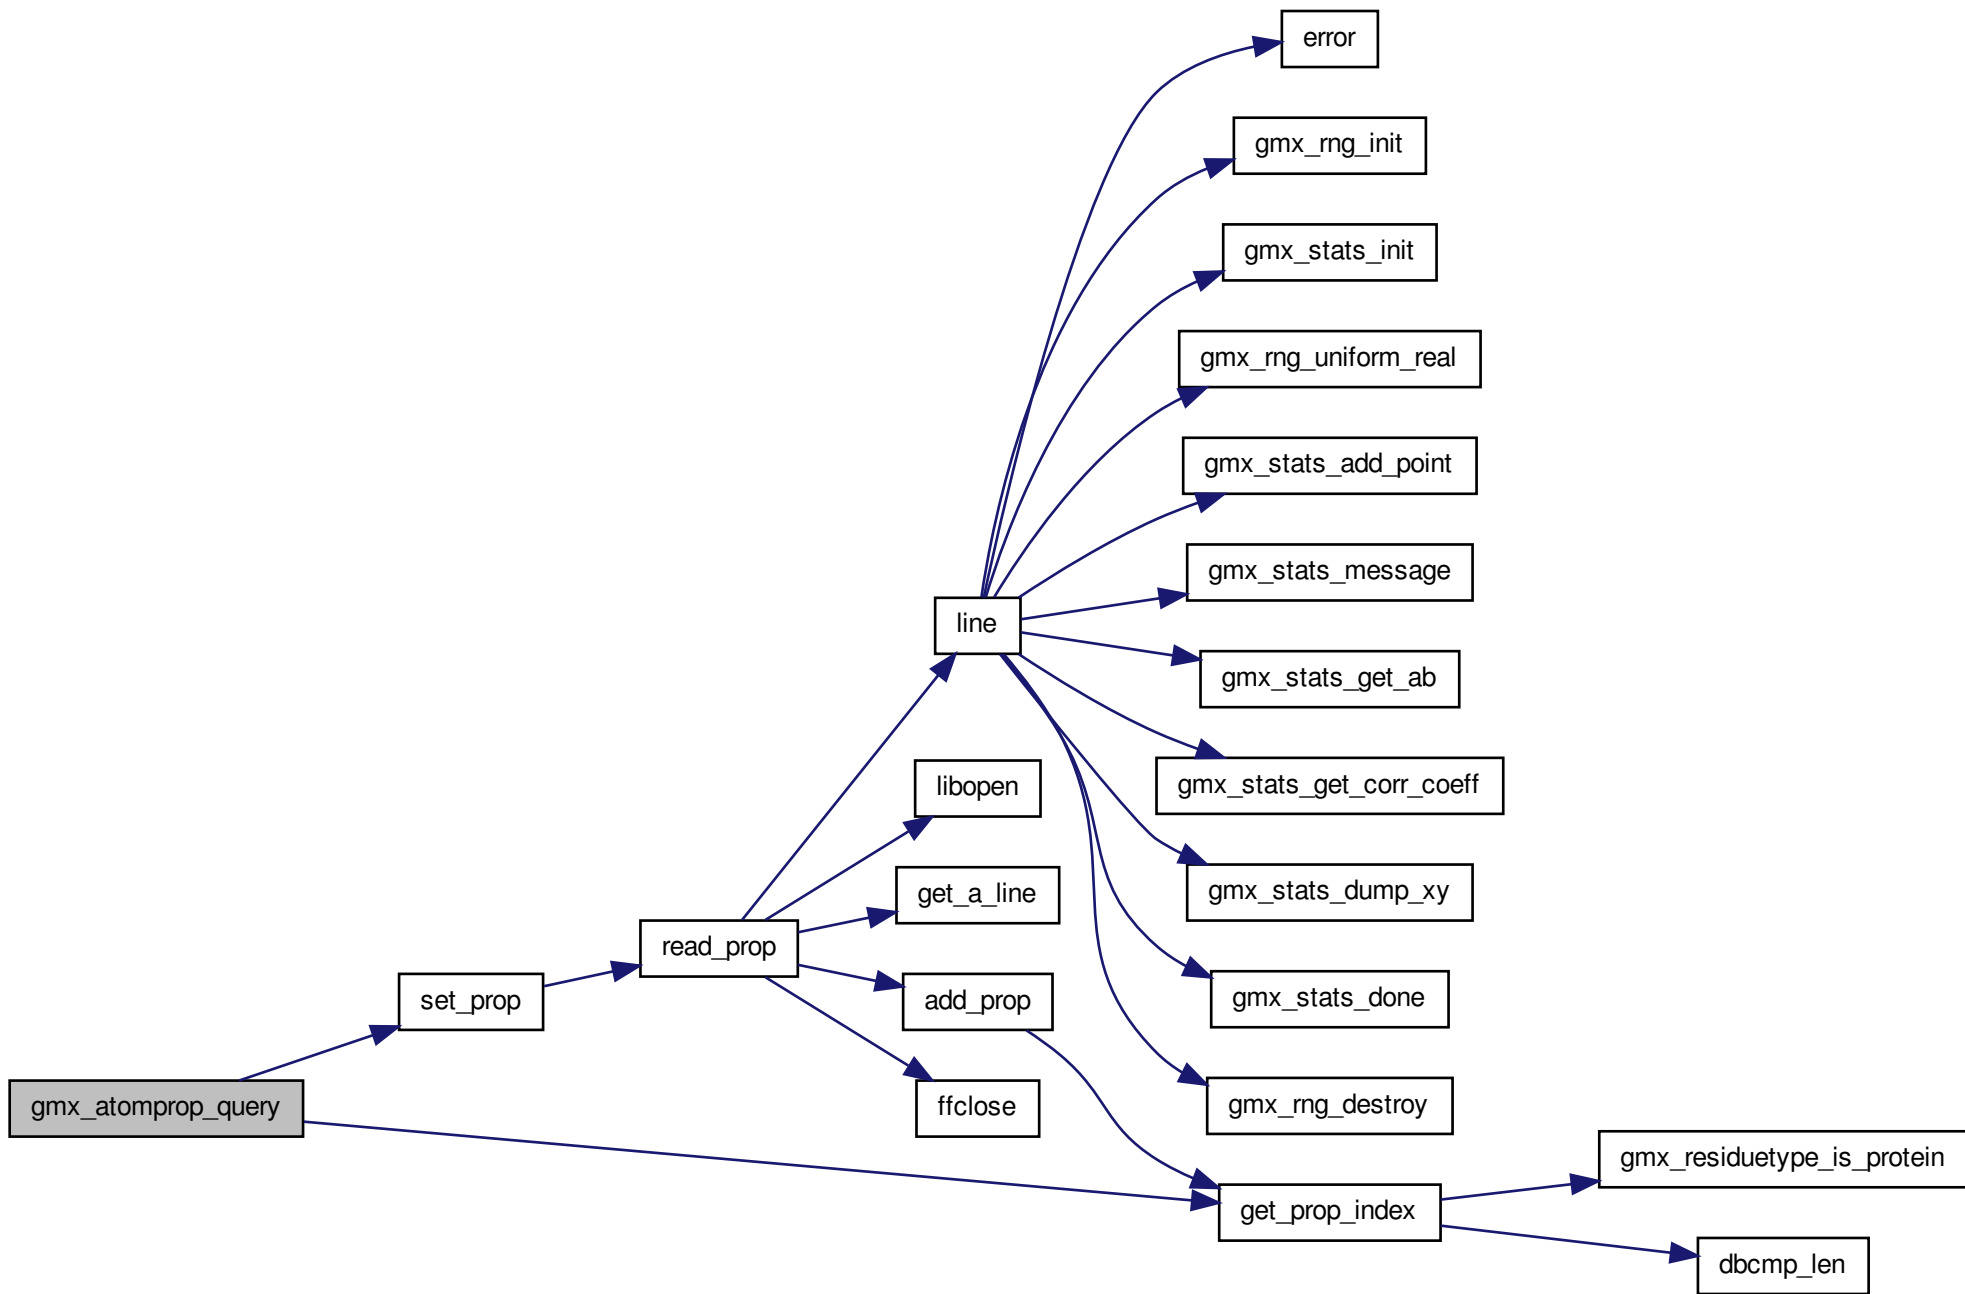 error
gmx_rng_init
gmx_stats_init
gmx_rng_uniform_real
gmx_stats_add_point
gmx_stats_message
line
gmx_stats_get_ab
gmx_stats_get_corr_coeff
libopen
gmx_stats_dump_xy
get_a_line
read_prop
set_prop
add_prop
gmx_stats_done
gmx_atomprop_query
ffclose
gmx_rng_destroy
gmx_residuetype_is_protein
get_prop_index
dbcmp_len